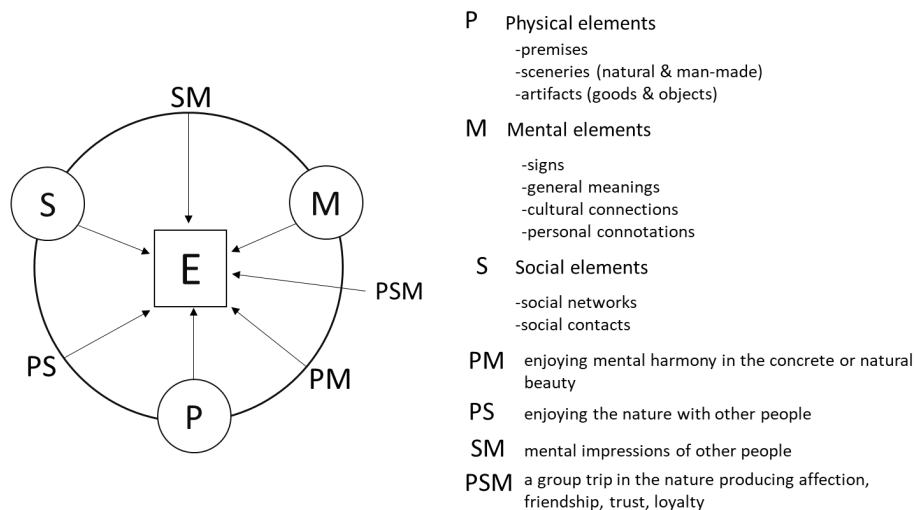 SM
S
M
E
PSM
PS
PM
P
P Physical elements
-premises
-sceneries (natural & man-made)
-artifacts (goods & objects)
M Mental elements
-signs
-general meanings
-cultural connections
-personal connotations
S Social elements
-social networks
-social contacts
PM enjoying mental harmony in the concrete or natural
beauty
PS enjoying the nature with other people
SM mental impressions of other people
PSM a group trip in the nature producing affection,
friendship, trust, loyalty